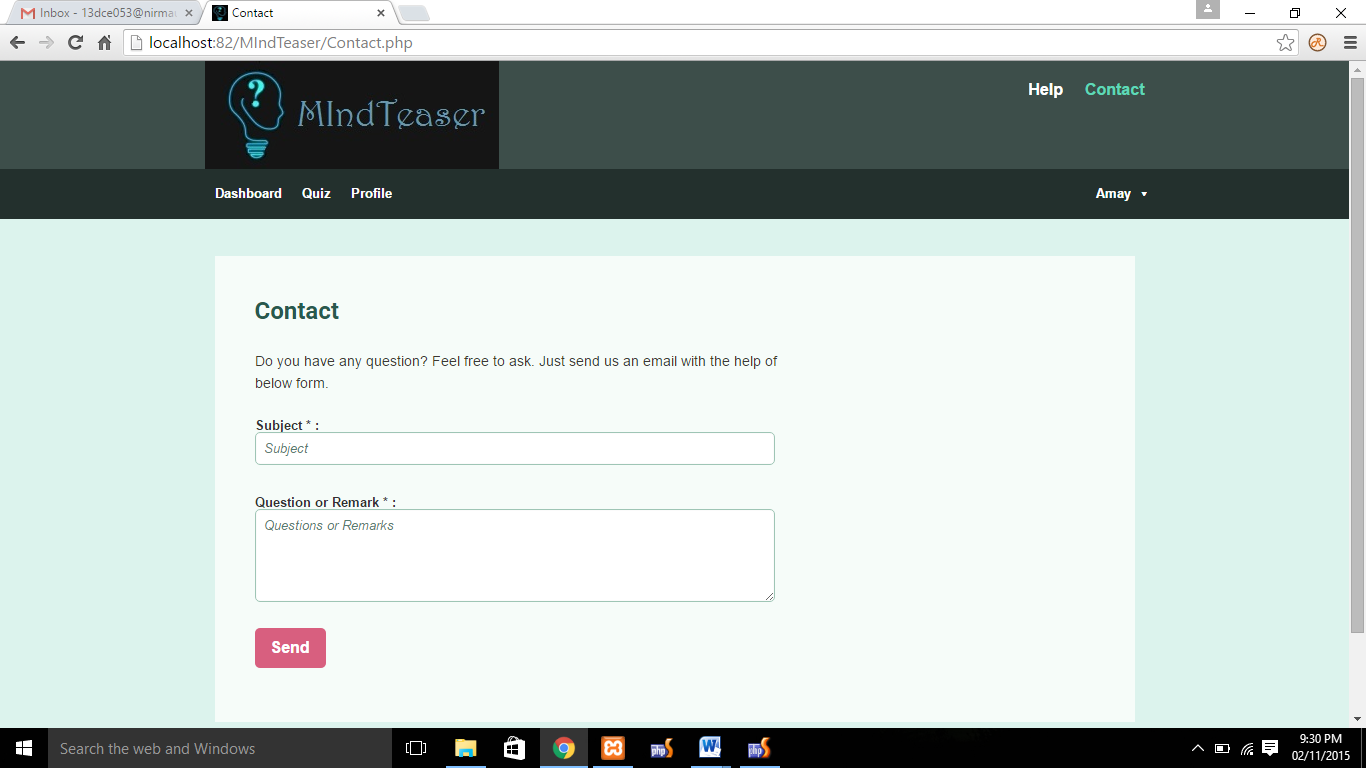 Inbox - 13dce053@nirma
Contact
localhost:82/MIndTeaser/Contact.php
?
MIndTeaser
Help Contact
Dashboard Quiz Profile Amay
Contact
Do you have any question? Feel free to ask. Just send us an email with the help of
below form.
Subject * :
Subject
Question or Remark * :
Questions or Remarks
Send
Search the web and Windows
php
W
php
9:30 PM
02/11/2015